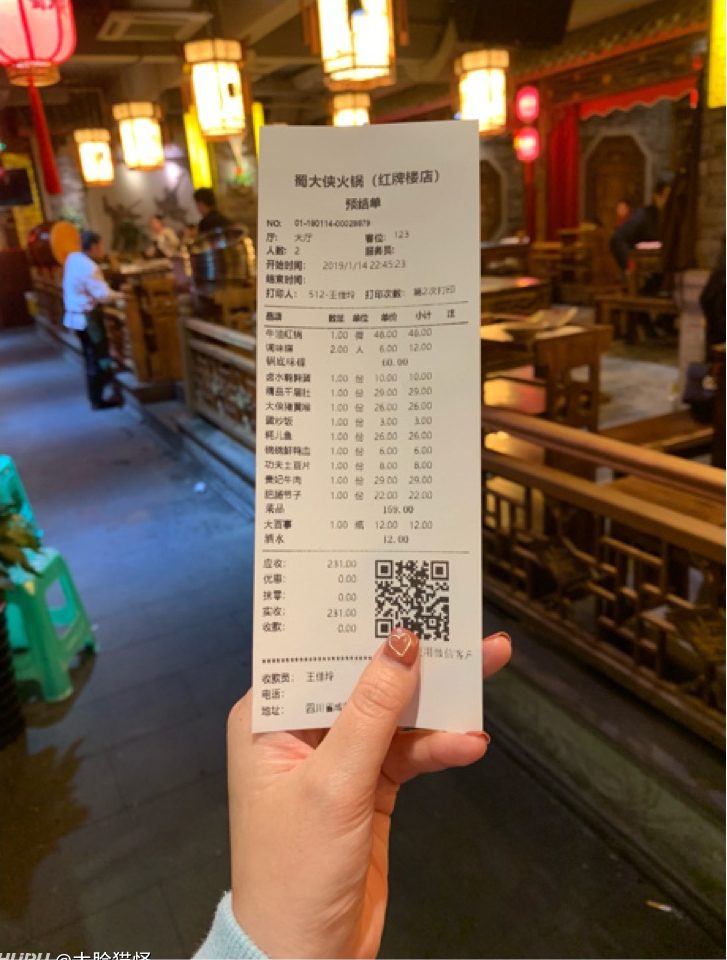 蜀大侠火锅（红牌楼店）
预结单
NO: 01-190114-00028979
厅: 大厅 客位: 123
人数: 2 服务员:
开始时间: 2019/1/14 22:45:23
结束时间:
打印人: 512-王佳玲 打印次数: 第2次打印
品项 数量 单位 单价 小计 注
牛油红锅 1.00 48.00 48.00
调味碟 2.00 人 6.00 12.00
锅底味碟 60.00
1.00 份 10.00 10.00
精品千层肚 1.00 份 29.00 29.00
大侠猪黄喉 1.00 份 26.00 26.00
蛋炒饭 1.00 份 3.00 3.00
耗儿鱼 1.00 份 26.00 26.00
1.00 份 6.00 6.00
功夫土豆片 1.00 份 8.00 8.00
贵妃牛肉 1.00 份 29.00 29.00
肥肠节子 1.00 份 22.00 22.00
菜品 159.00
大百事 1.00 瓶 12.00 12.00
酒水 12.00
应收: 231.00
优惠: 0.00
抹零: 0.00
实收: 231.00
收款: 0.00
收款员: 王佳玲
电话:
地址: 四川省成
@大脸猫怪